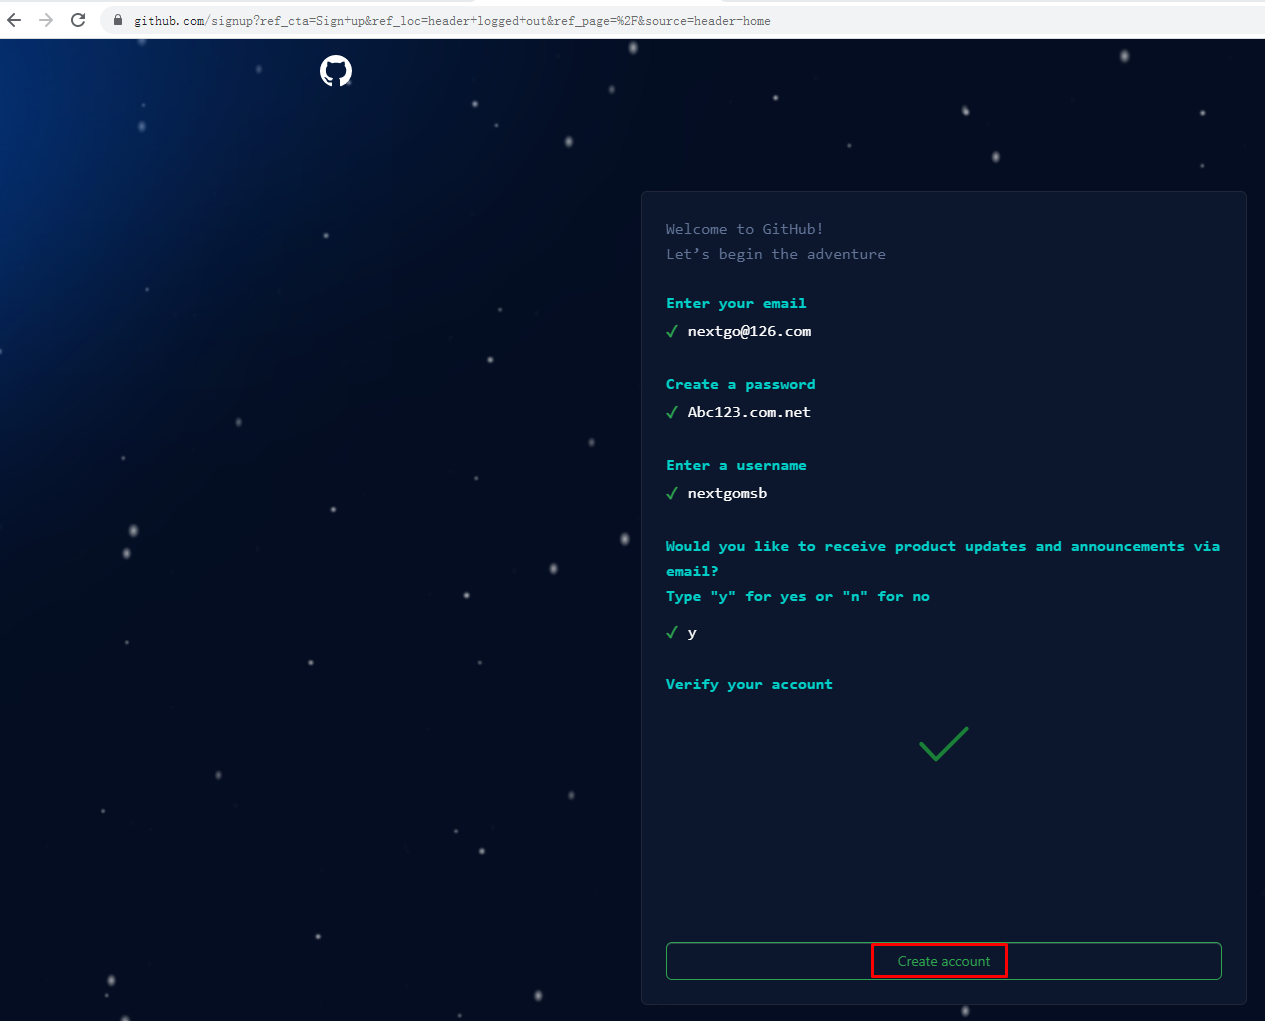 github.com/signup?ref_cta=Sign+up&ref_loc=header+logged+out&ref_page=%2F&source=header-home
Welcome to GitHub!
Let’s begin the adventure
Enter your email
✓ nextgo@126.com
Create a password
✓ Abc123.com.net
Enter a username
✓ nextgomsb
Would you like to receive product updates and announcements via
email?
Type "y" for yes or "n" for no
✓ y
Verify your account
Create account